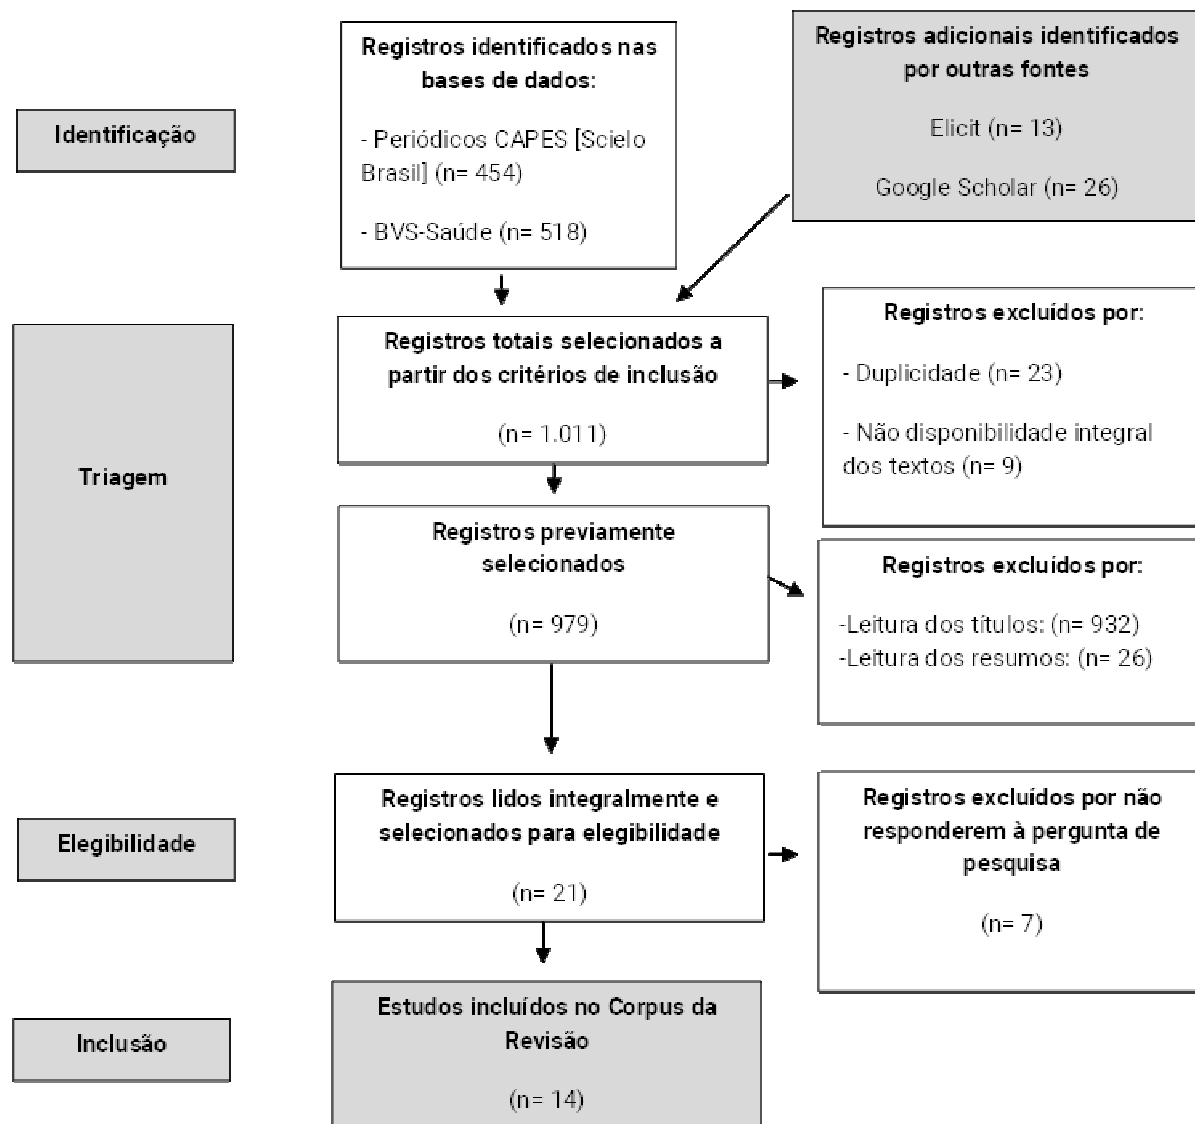 Identificação
Registros identificados nas
bases de dados:
- Periódicos CAPES [Scielo
Brasil] (n= 454)
- BVS-Saúde (n= 518)
Registros adicionais identificados
por outras fontes
Elicit (n= 13)
Google Scholar (n= 26)
Triagem
Registros totais selecionados a
partir dos critérios de inclusão
(n= 1.011)
Registros excluídos por:
- Duplicidade (n= 23)
- Não disponibilidade integral
dos textos (n= 9)
Registros previamente
selecionados
(n= 979)
Registros excluídos por:
-Leitura dos títulos: (n= 932)
-Leitura dos resumos: (n= 26)
Elegibilidade
Registros lidos integralmente e
selecionados para elegibilidade
(n= 21)
Registros excluídos por não
responderem à pergunta de
pesquisa
(n= 7)
Inclusão
Estudos incluídos no Corpus da
Revisão
(n= 14)